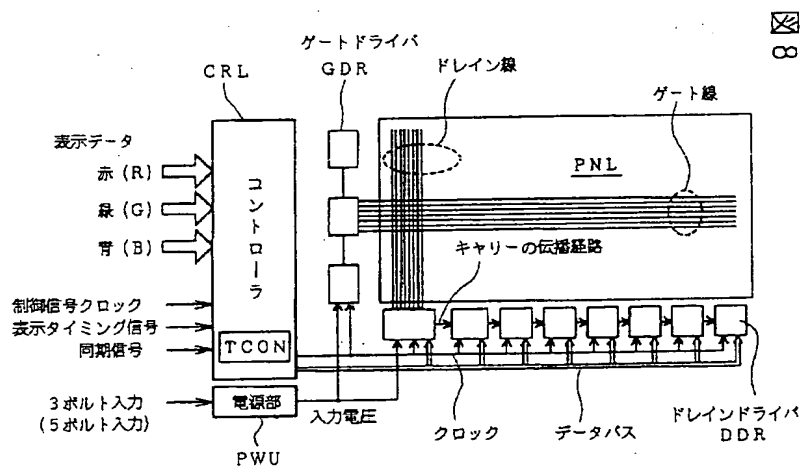 図8
ゲートドライバ
GDR
ドレイン線
CRL
ゲート線
表示データ
赤 (R)
緑 (G)
青 (B)
コントローラ
PNL
キャリーの伝播経路
制御信号クロック
表示タイミング信号
同期信号
TCON
3ボルト入力
(5ボルト入力)
電源部
入力電圧
クロック
データバス
ドレインドライバ
DDR
PWU